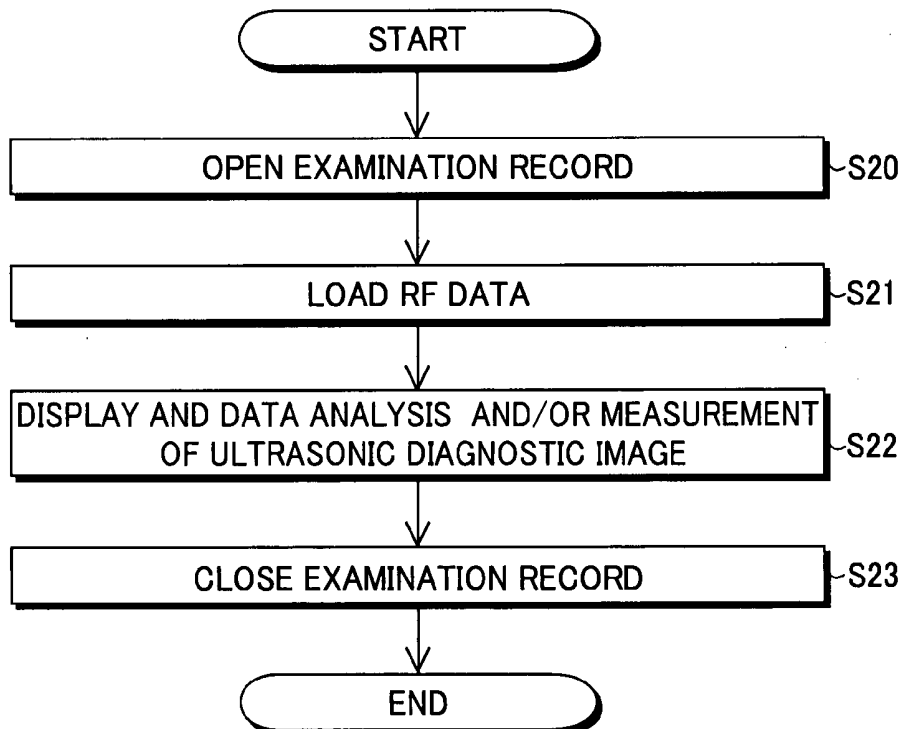 START
OPEN EXAMINATION RECORD
S20
LOAD RF DATA
S21
DISPLAY AND DATA ANALYSIS AND/OR MEASUREMENT
OF ULTRASONIC DIAGNOSTIC IMAGE
S22
CLOSE EXAMINATION RECORD
S23
END